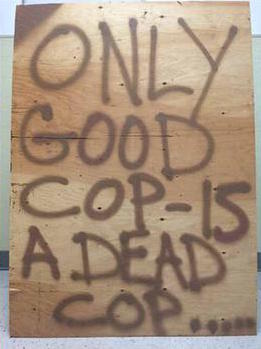 ONLY
GOOD
COP-IS
A DEAD
COP.....